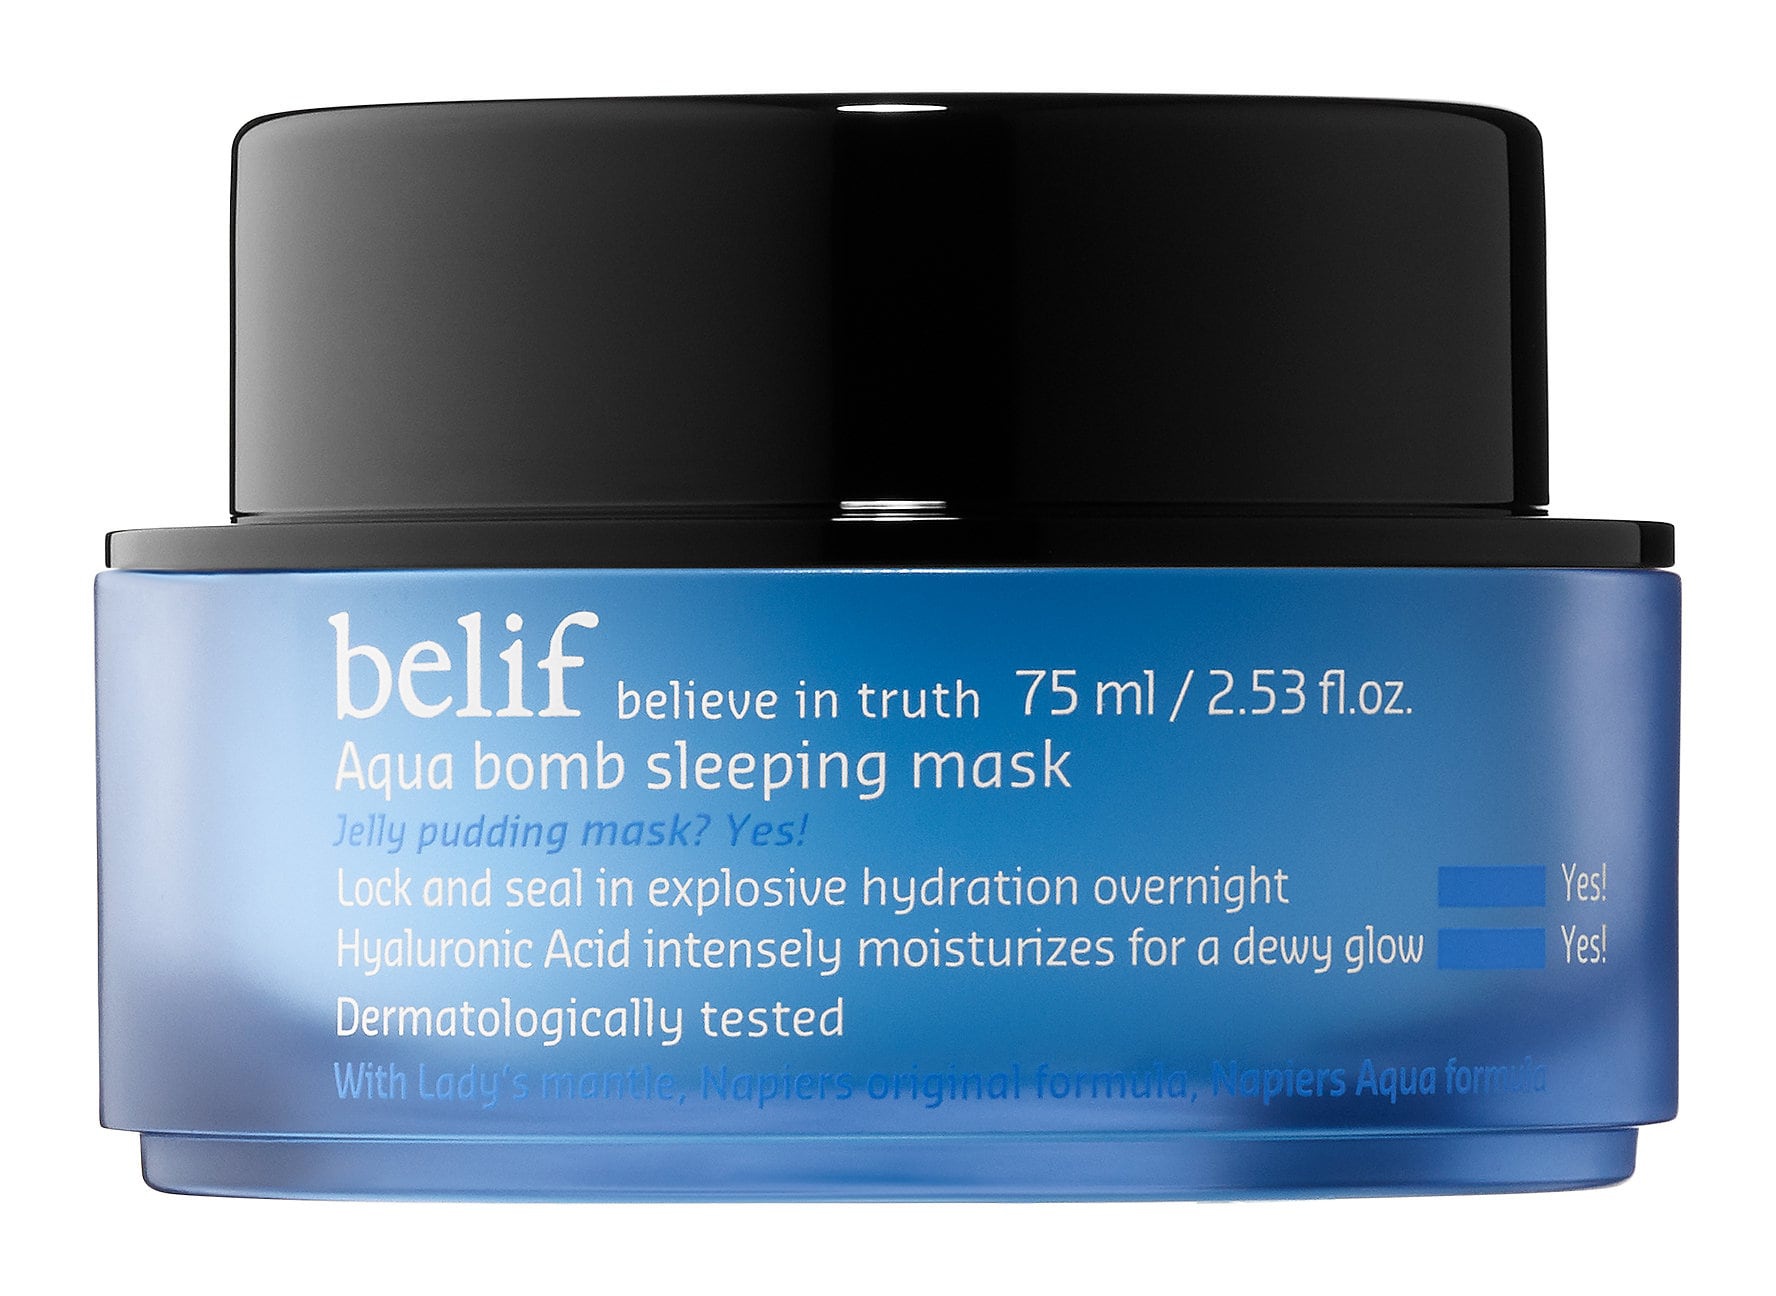 belif believe in truth 75 ml / 2.53 fl.oz.
Aqua bomb sleeping mask
Jelly pudding mask? Yes!
Lock and seal in explosive hydration overnight Yes!
Hyaluronic Acid intensely moisturizes for a dewy glow Yes!
Dermatologically tested
With Lady's mantle, Napiers original formula, Napiers Aqua formula